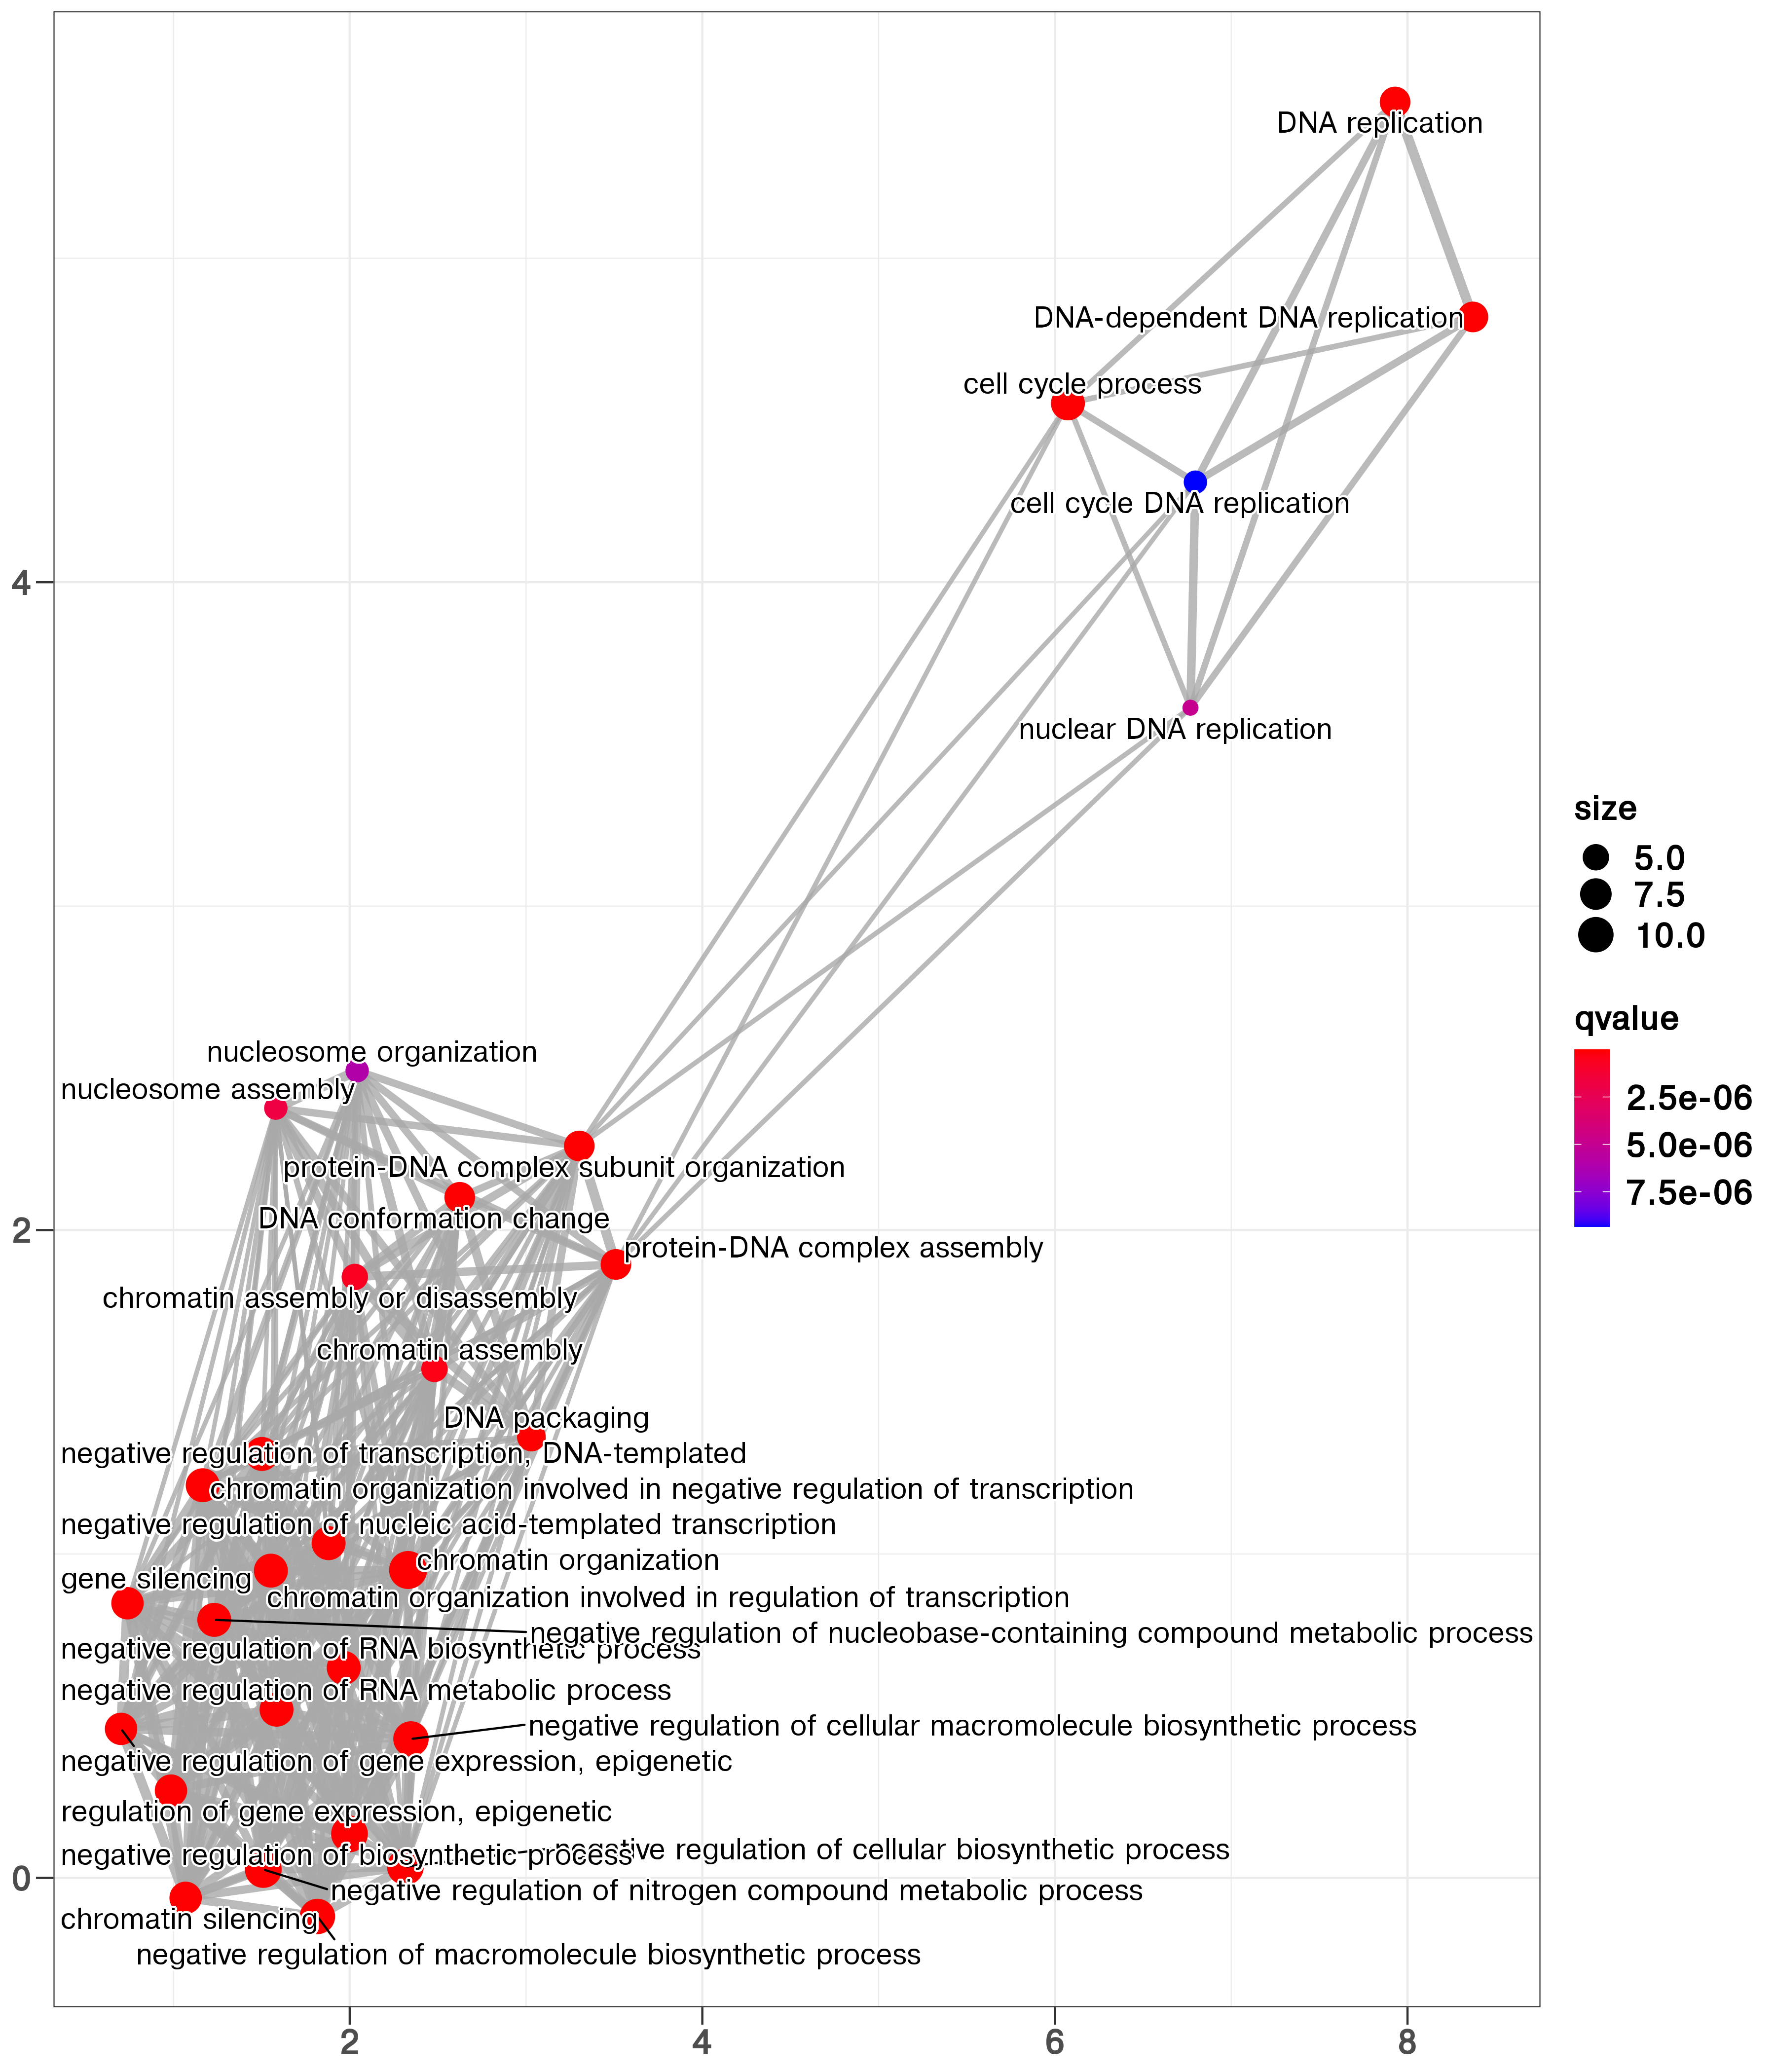 DNA replication
DNA-dependent DNA replication
cell cycle process
cell cycle DNA replication
4
nuclear DNA replication
size
5.0
7.5
10.0
qvalue
2.5e-06
5.0e-06
7.5e-06
nucleosome organization
nucleosome assembly
protein-DNA complex subunit organization
DNA conformation change
2
protein-DNA complex assembly
chromatin assembly or disassembly
chromatin assembly
DNA packaging
negative regulation of transcription, DNA-templated
chromatin organization involved in negative regulation of transcription
negative regulation of nucleic acid-templated transcription
chromatin organization
gene silencing
chromatin organization involved in regulation of transcription
negative regulation of nucleobase-containing compound metabolic process
negative regulation of RNA biosynthetic process
negative regulation of RNA metabolic process
negative regulation of cellular macromolecule biosynthetic process
negative regulation of gene expression, epigenetic
regulation of gene expression, epigenetic
negative regulation of cellular biosynthetic process
negative regulation of biosynthetic process
0
negative regulation of nitrogen compound metabolic process
chromatin silencing
negative regulation of macromolecule biosynthetic process
2 4 6 8